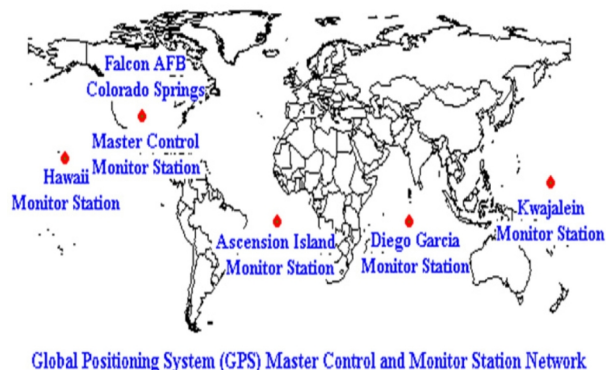 Falcon AFB
Colorado Springs
Master Control
Monitor Station
Hawaii
Monitor Station
Ascension Island
Monitor Station
Diego Garcia
Monitor Station
Kwajalein
Monitor Station
Global Positioning System (GPS) Master Control and Monitor Station Network